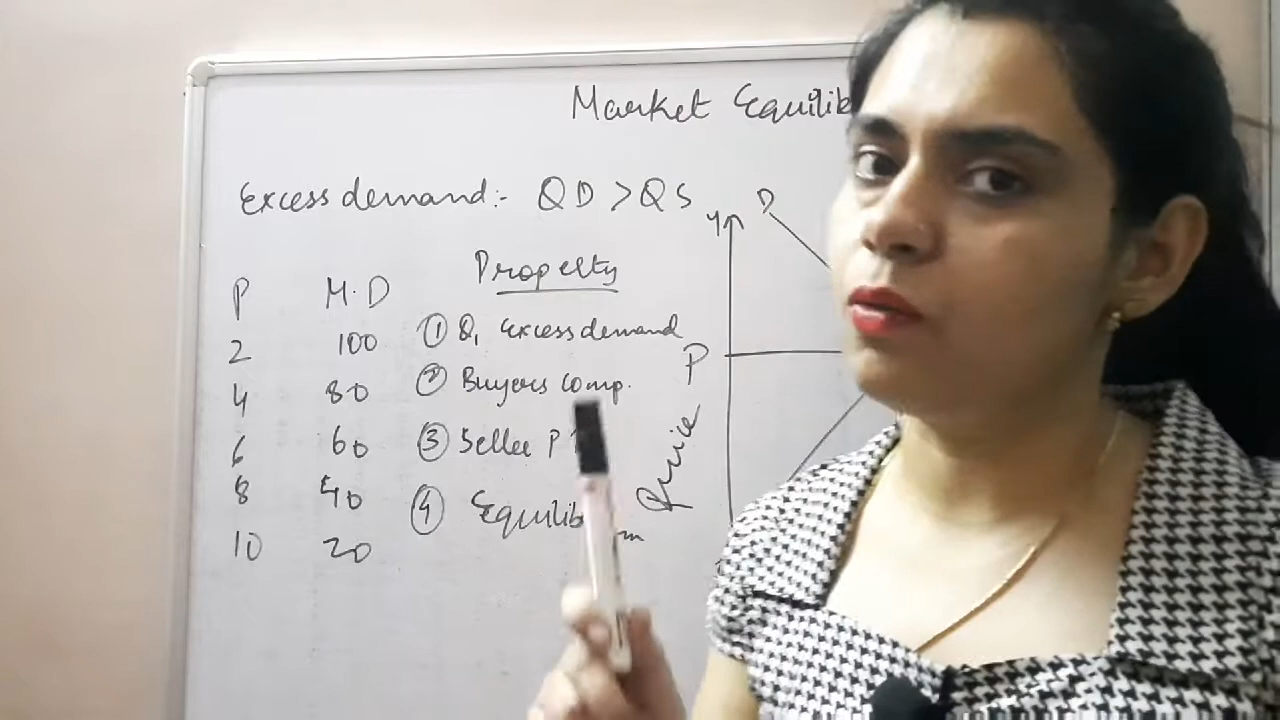 Market Equilib
Excess demand:- QD > QS
Property
P M.D
2 100
4 80
6 60
8 40
10 20
① Q, Excess demand
② Buyers comp.
③ Seller P
④ Equilib m
y
D
P
Price